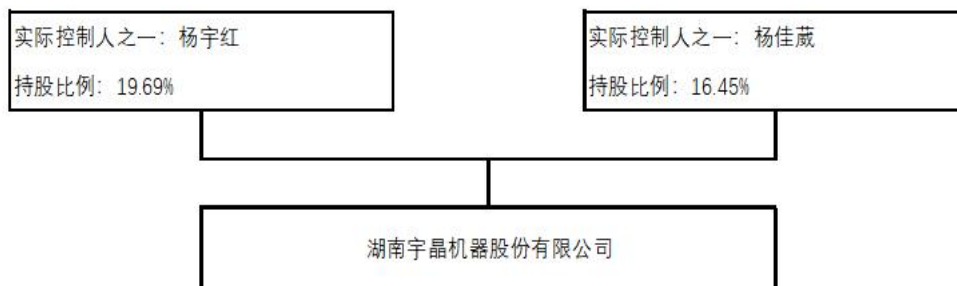 实际控制人之一：杨宇红
持股比例：19.69%
实际控制人之一：杨佳葳
持股比例：16.45%
湖南宇晶机器股份有限公司